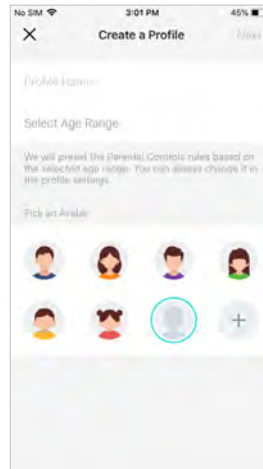 No SIM 3:01 PM 45%
Create a Profile Next
Profile Name
Select Age Range
We will preset the Parental Controls rules based on
the selected age range. You can always change it in
the profile settings.
Pick an Avatar